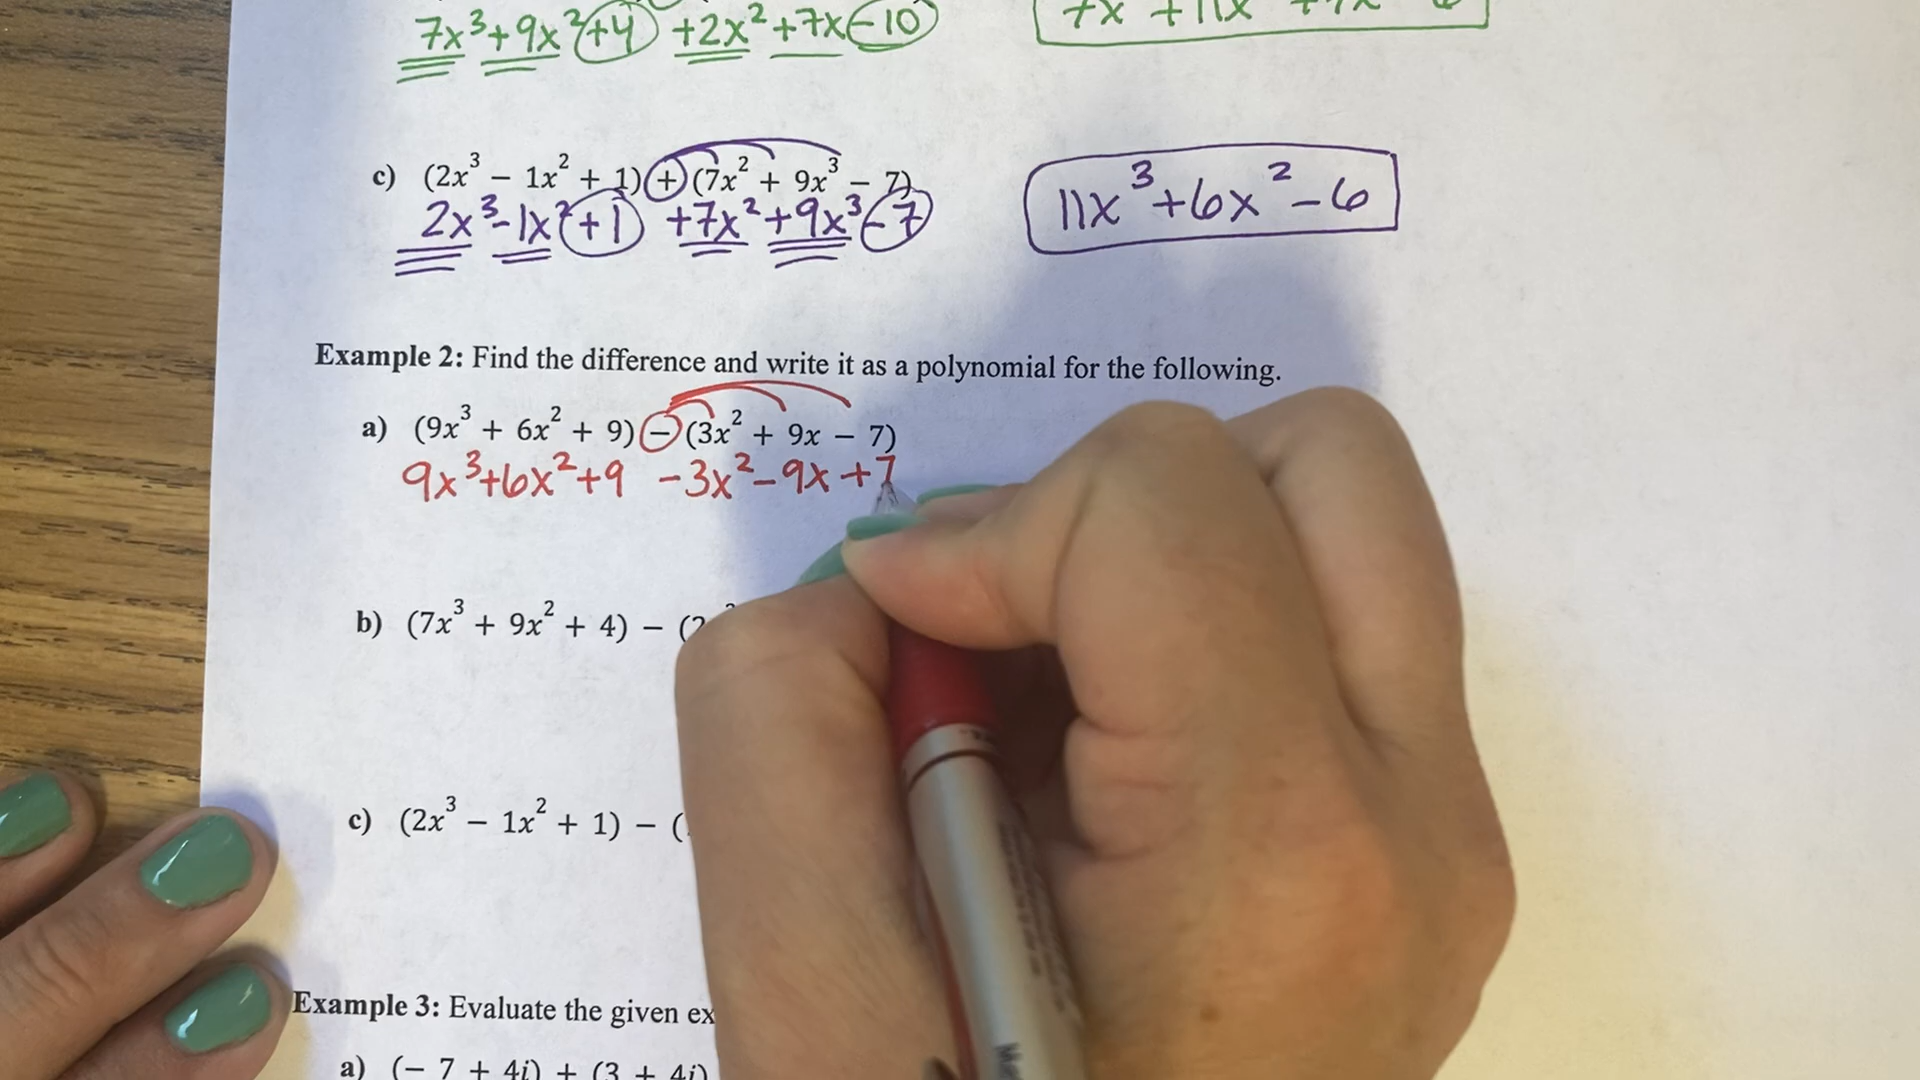 7x³+9x²+4 +2x²+7x-10
7x +11x
c) (2x³ − 1x² + 1) + (7x² + 9x³ − 7)
2x³-1x²+1 +7x²+9x³-7
11x³+6x²-6
Example 2: Find the difference and write it as a polynomial for the following.
a) (9x³ + 6x² + 9) − (3x² + 9x − 7)
9x³+6x²+9 -3x²-9x+7
b) (7x³ + 9x² + 4) − (2
c) (2x³ − 1x² + 1) − (
Example 3: Evaluate the given ex
a) (− 7 + 4i) + (3 + 4i)